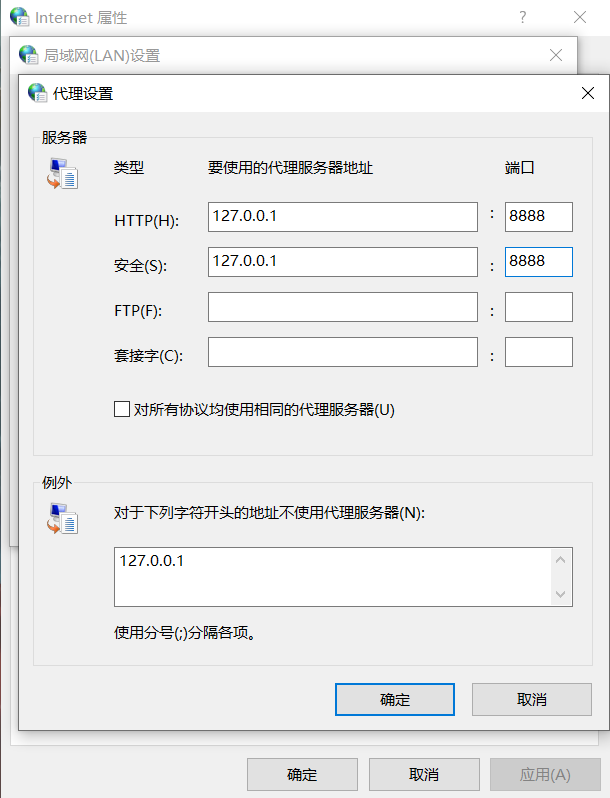 Internet 属性
局域网(LAN)设置
代理设置
服务器
类型 要使用的代理服务器地址 端口
HTTP(H): 127.0.0.1 : 8888
安全(S): 127.0.0.1 : 8888
FTP(F): :
套接字(C): :
对所有协议均使用相同的代理服务器(U)
例外
对于下列字符开头的地址不使用代理服务器(N):
127.0.0.1
使用分号(;)分隔各项。
确定 取消
确定 取消 应用(A)